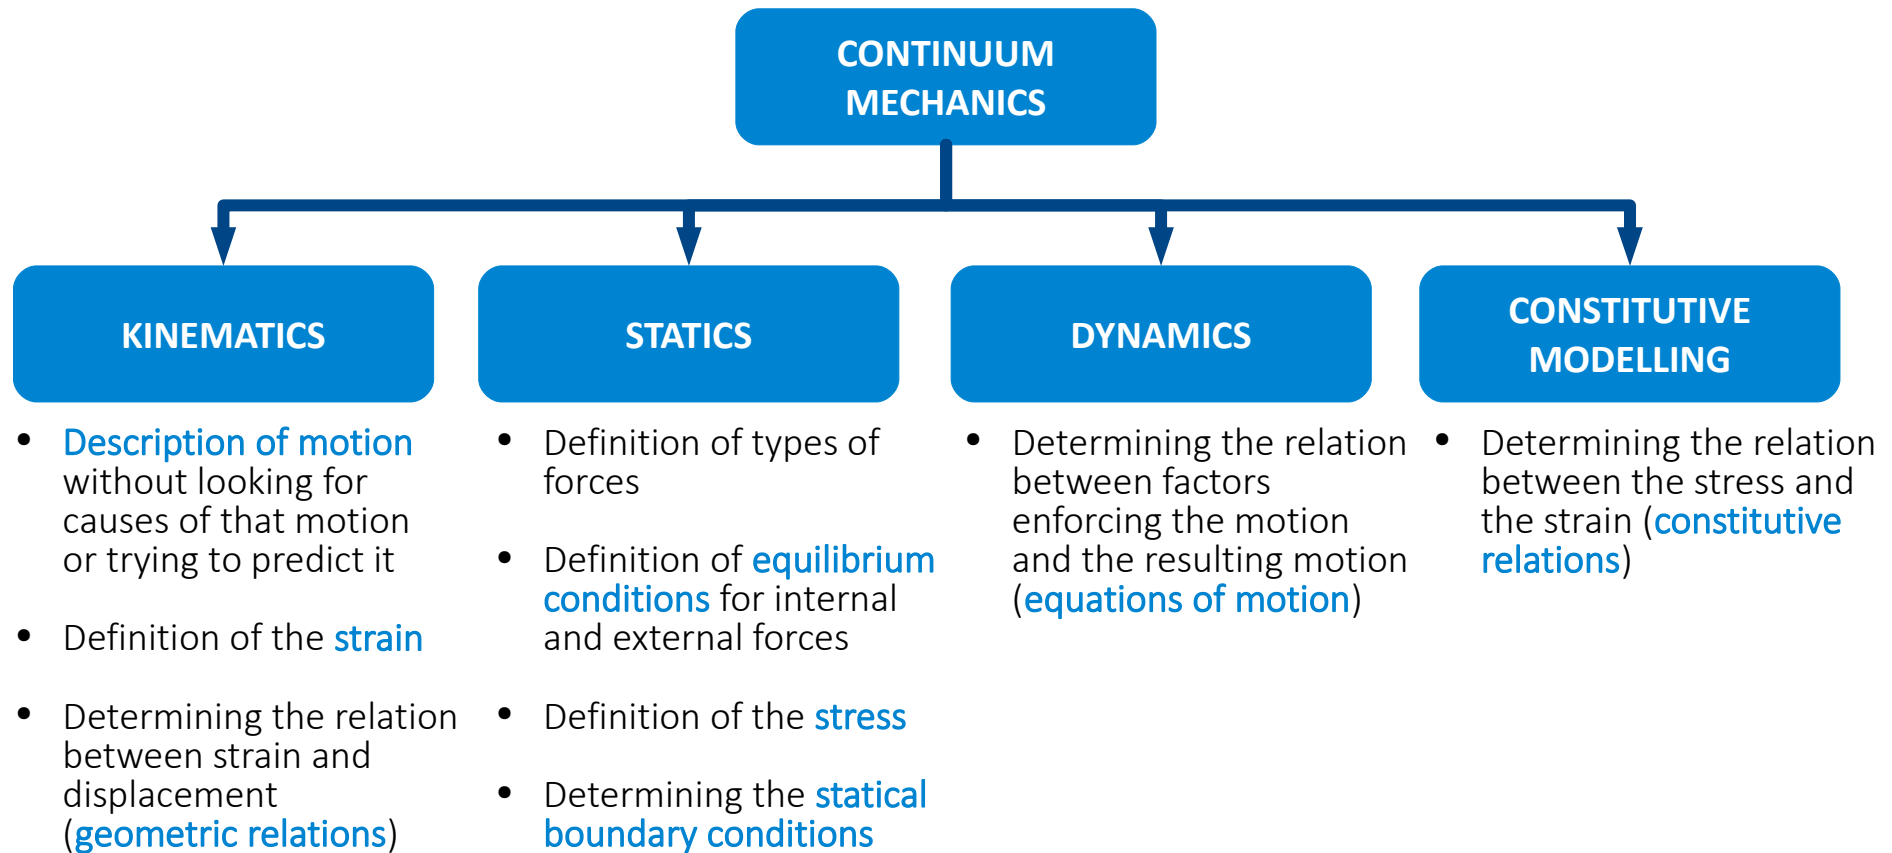 CONTINUUM
MECHANICS
KINEMATICS
• Description of motion
without looking for
causes of that motion
or trying to predict it
• Definition of the strain
• Determining the relation
between strain and
displacement
(geometric relations)
STATICS
• Definition of types of
forces
• Definition of equilibrium
conditions for internal
and external forces
• Definition of the stress
• Determining the statical
boundary conditions
DYNAMICS
• Determining the relation
between factors
enforcing the motion
and the resulting motion
(equations of motion)
CONSTITUTIVE
MODELLING
• Determining the relation
between the stress and
the strain (constitutive
relations)